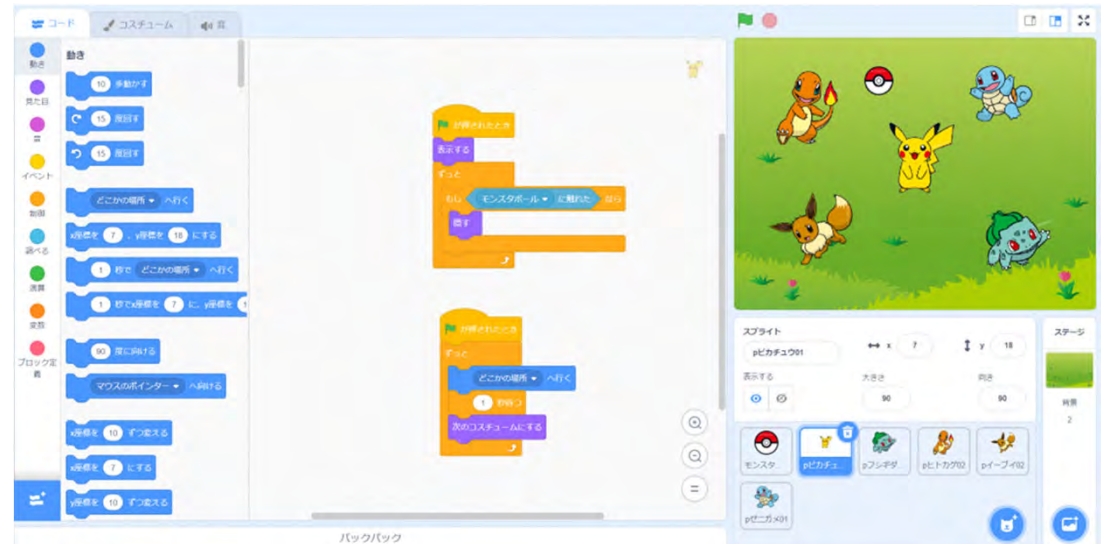 コード
コスチューム
音
動き
見た目
音
イベント
制御
調べる
演算
変数
ブロック定
義
動き
10 歩動かす
15 度回す
15 度回す
どこかの場所 へ行く
x座標を 7 、y座標を 18 にする
1 秒で どこかの場所 へ行く
1 秒でx座標を 7 に、y座標を 1
90 度に向ける
マウスのポインター へ向ける
x座標を 10 ずつ変える
x座標を 7 にする
y座標を 10 ずつ変える
が押されたとき
表示する
ずっと
もし モンスタボール に触れた なら
隠す
が押されたとき
ずっと
どこかの場所 へ行く
1 秒待つ
次のコスチュームにする
バックパック
スプライト
pピカチュウ01
x 7
y 18
表示する
大きさ
向き
90
90
ステージ
背景
2
モンスタ...
pピカチュ...
pフシギダ...
pヒトカゲ02
pイーブイ02
pゼニガメ01